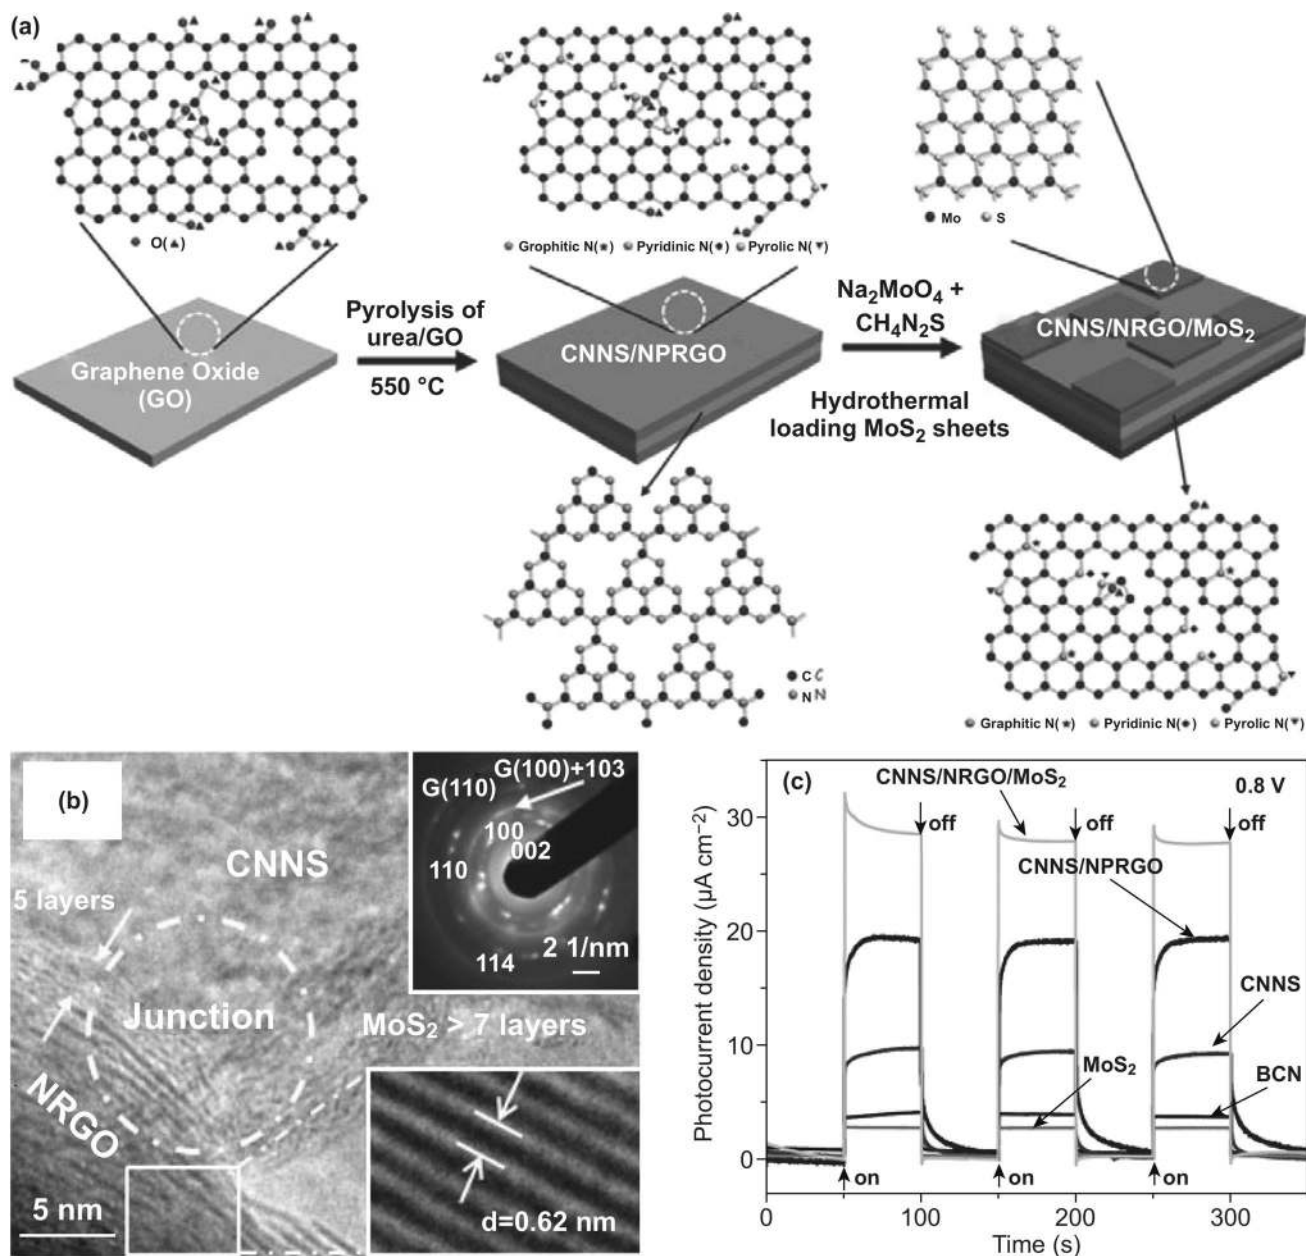 (a)
O(▲)
Grophitic N(★) Pyridinic N(♦) Pyrolic N(▼)
Mo S
Graphene Oxide
(GO)
Pyrolysis of
urea/GO
550 °C
CNNS/NPRGO
Na₂MoO₄ +
CH₄N₂S
Hydrothermal
loading MoS₂ sheets
CNNS/NRGO/MoS₂
C C
N N
Graphitic N(★) Pyridinic N(♦) Pyrolic N(▼)
(b)
CNNS
5 layers
Junction
NRGO
MoS₂ > 7 layers
5 nm
G(110)
G(100)+103
100
002
110
114
2 1/nm
d=0.62 nm
(c)
CNNS/NRGO/MoS₂
0.8 V
off
off
off
CNNS/NPRGO
CNNS
MoS₂
BCN
on
on
on
Photocurrent density (μA cm⁻²)
30
20
10
0
0 100 200 300
Time (s)